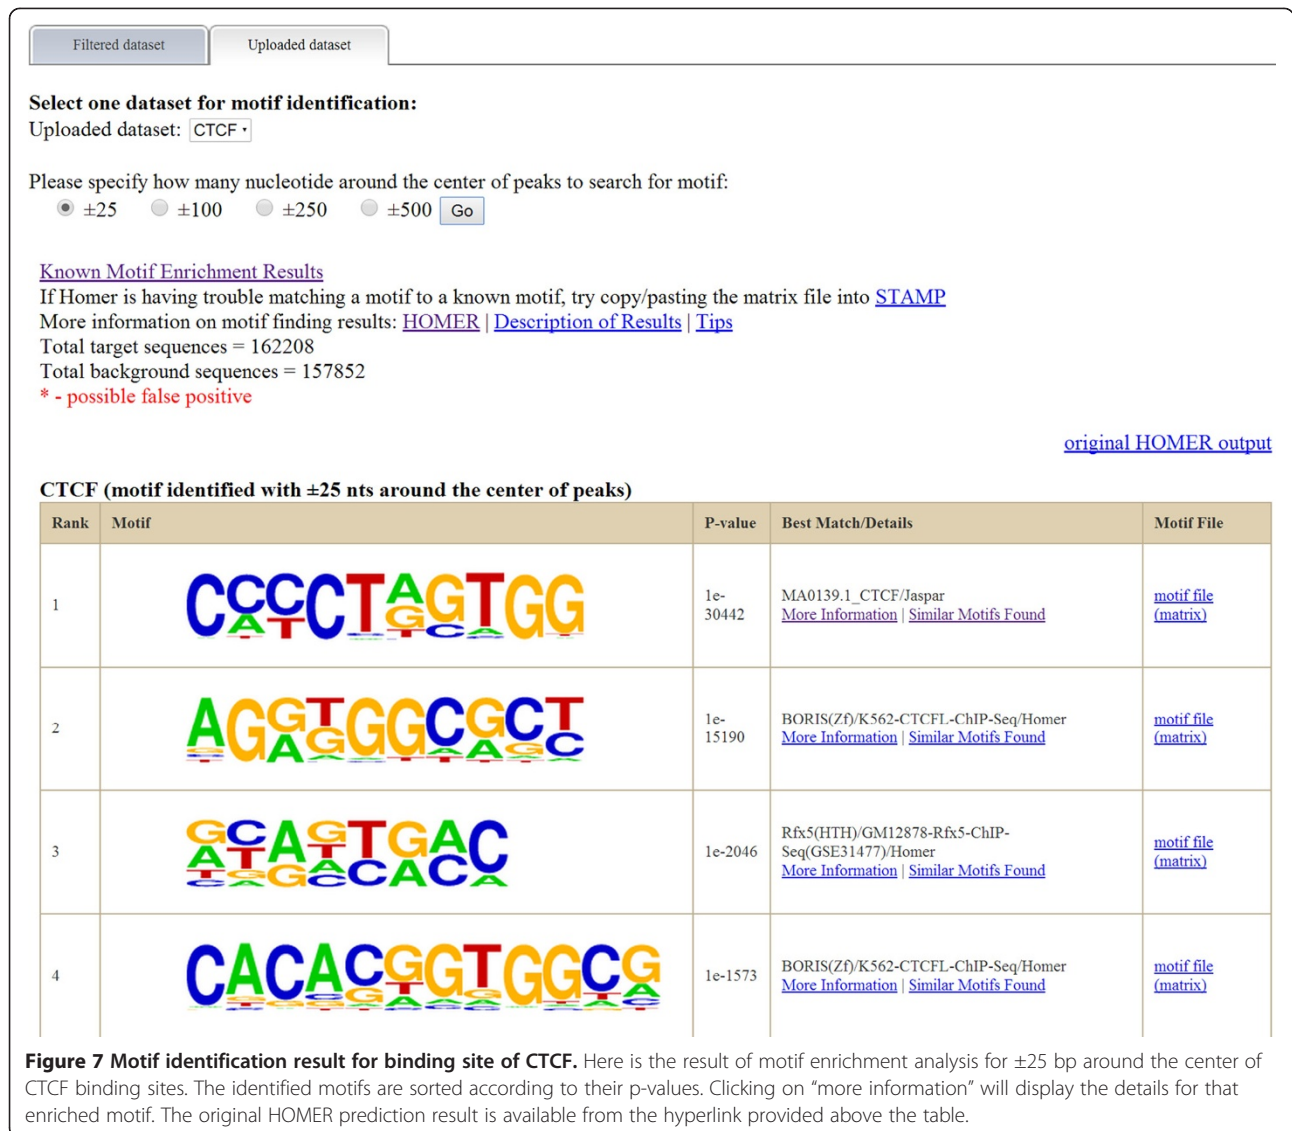 Filtered dataset
Uploaded dataset
Select one dataset for motif identification:
Uploaded dataset: CTCF
Please specify how many nucleotide around the center of peaks to search for motif:
±25 ±100 ±250 ±500 Go
Known Motif Enrichment Results
If Homer is having trouble matching a motif to a known motif, try copy/pasting the matrix file into STAMP
More information on motif finding results: HOMER | Description of Results | Tips
Total target sequences = 162208
Total background sequences = 157852
* - possible false positive
original HOMER output
CTCF (motif identified with ±25 nts around the center of peaks)
Rank Motif P-value Best Match/Details Motif File
1
CCCCTAGTGG
1e-
30442
MA0139.1_CTCF/Jaspar
More Information | Similar Motifs Found
motif file
(matrix)
2
AGGTGGCGCT
1e-
15190
BORIS(Zf)/K562-CTCFL-ChIP-Seq/Homer
More Information | Similar Motifs Found
motif file
(matrix)
3
GCAGTGAC
1e-2046
Rfx5(HTH)/GM12878-Rfx5-ChIP-
Seq(GSE31477)/Homer
More Information | Similar Motifs Found
motif file
(matrix)
4
CACACGGTGGCG
1e-1573
BORIS(Zf)/K562-CTCFL-ChIP-Seq/Homer
More Information | Similar Motifs Found
motif file
(matrix)
Figure 7 Motif identification result for binding site of CTCF. Here is the result of motif enrichment analysis for ±25 bp around the center of
CTCF binding sites. The identified motifs are sorted according to their p-values. Clicking on “more information” will display the details for that
enriched motif. The original HOMER prediction result is available from the hyperlink provided above the table.